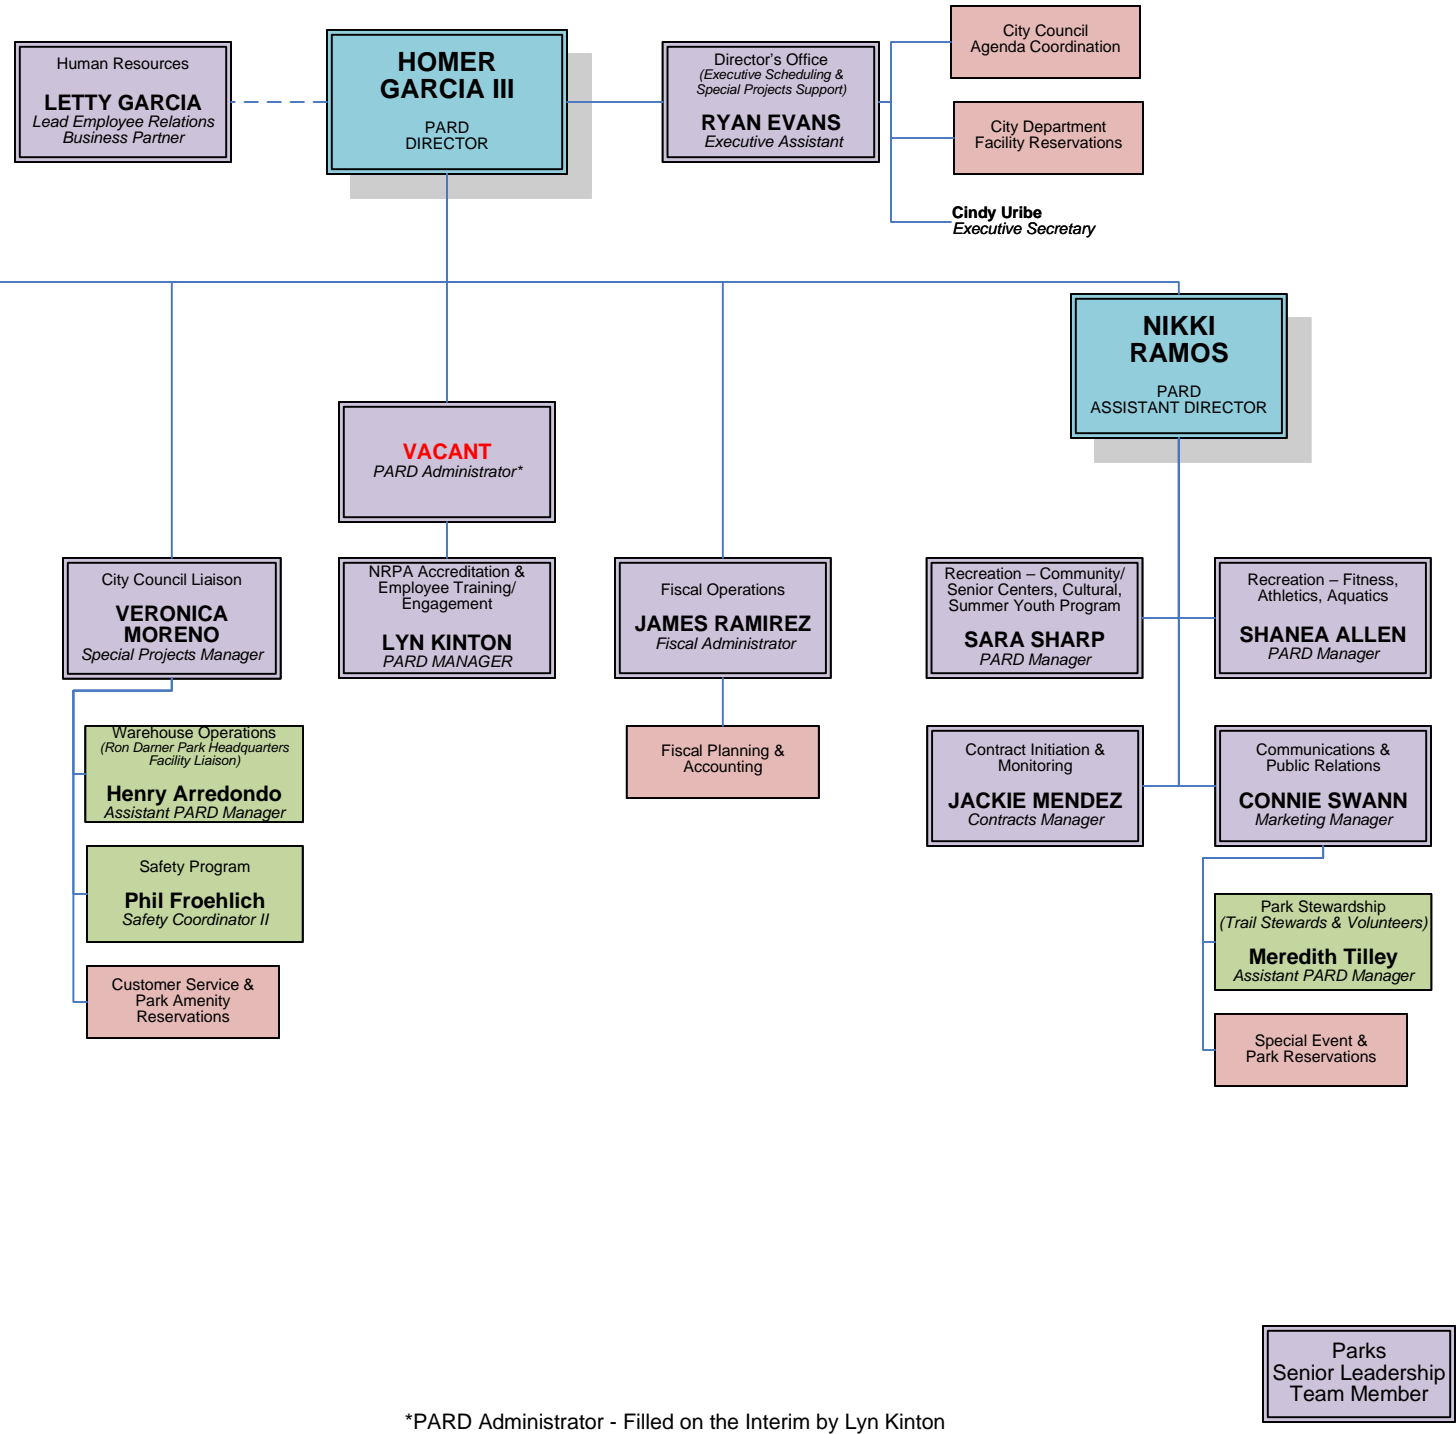 Human Resources
LETTY GARCIA
Lead Employee Relations
Business Partner
HOMER
GARCIA III
PARD
DIRECTOR
Director's Office
(Executive Scheduling &
Special Projects Support)
RYAN EVANS
Executive Assistant
City Council
Agenda Coordination
City Department
Facility Reservations
Cindy Uribe
Executive Secretary
NIKKI
RAMOS
PARD
ASSISTANT DIRECTOR
VACANT
PARD Administrator*
City Council Liaison
VERONICA
MORENO
Special Projects Manager
NRPA Accreditation &
Employee Training/
Engagement
LYN KINTON
PARD MANAGER
Fiscal Operations
JAMES RAMIREZ
Fiscal Administrator
Recreation – Community/
Senior Centers, Cultural,
Summer Youth Program
SARA SHARP
PARD Manager
Recreation – Fitness,
Athletics, Aquatics
SHANEA ALLEN
PARD Manager
Warehouse Operations
(Ron Darner Park Headquarters
Facility Liaison)
Henry Arredondo
Assistant PARD Manager
Fiscal Planning &
Accounting
Contract Initiation &
Monitoring
JACKIE MENDEZ
Contracts Manager
Communications &
Public Relations
CONNIE SWANN
Marketing Manager
Safety Program
Phil Froehlich
Safety Coordinator II
Park Stewardship
(Trail Stewards & Volunteers)
Meredith Tilley
Assistant PARD Manager
Customer Service &
Park Amenity
Reservations
Special Event &
Park Reservations
Parks
Senior Leadership
Team Member
*PARD Administrator - Filled on the Interim by Lyn Kinton